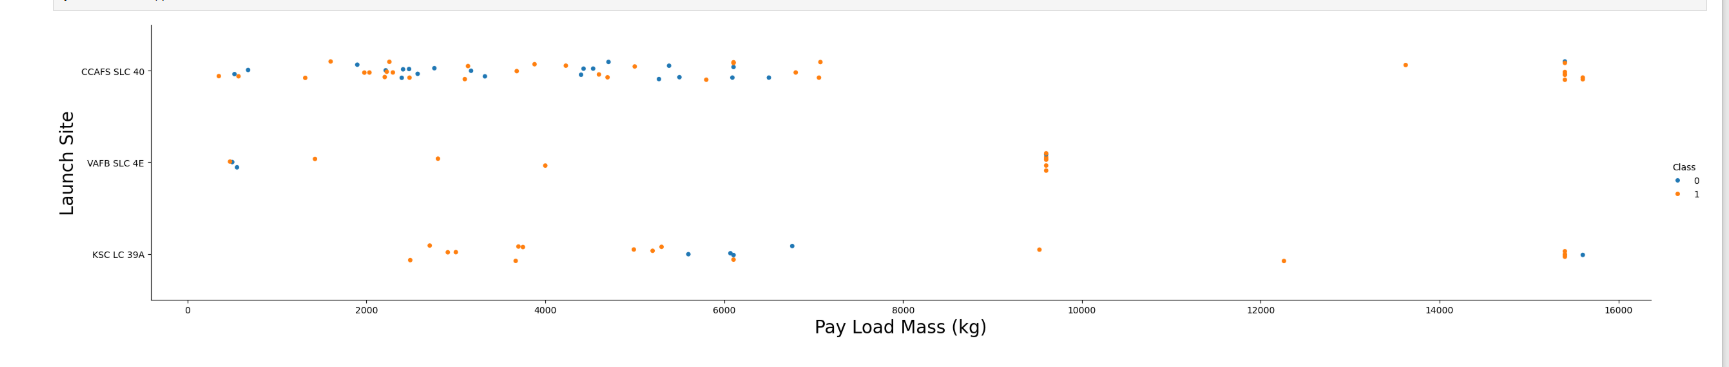 CCAFS SLC 40
VAFB SLC 4E
KSC LC 39A
Launch Site
0 2000 4000 6000 8000 10000 12000 14000 16000
Pay Load Mass (kg)
Class
0
1